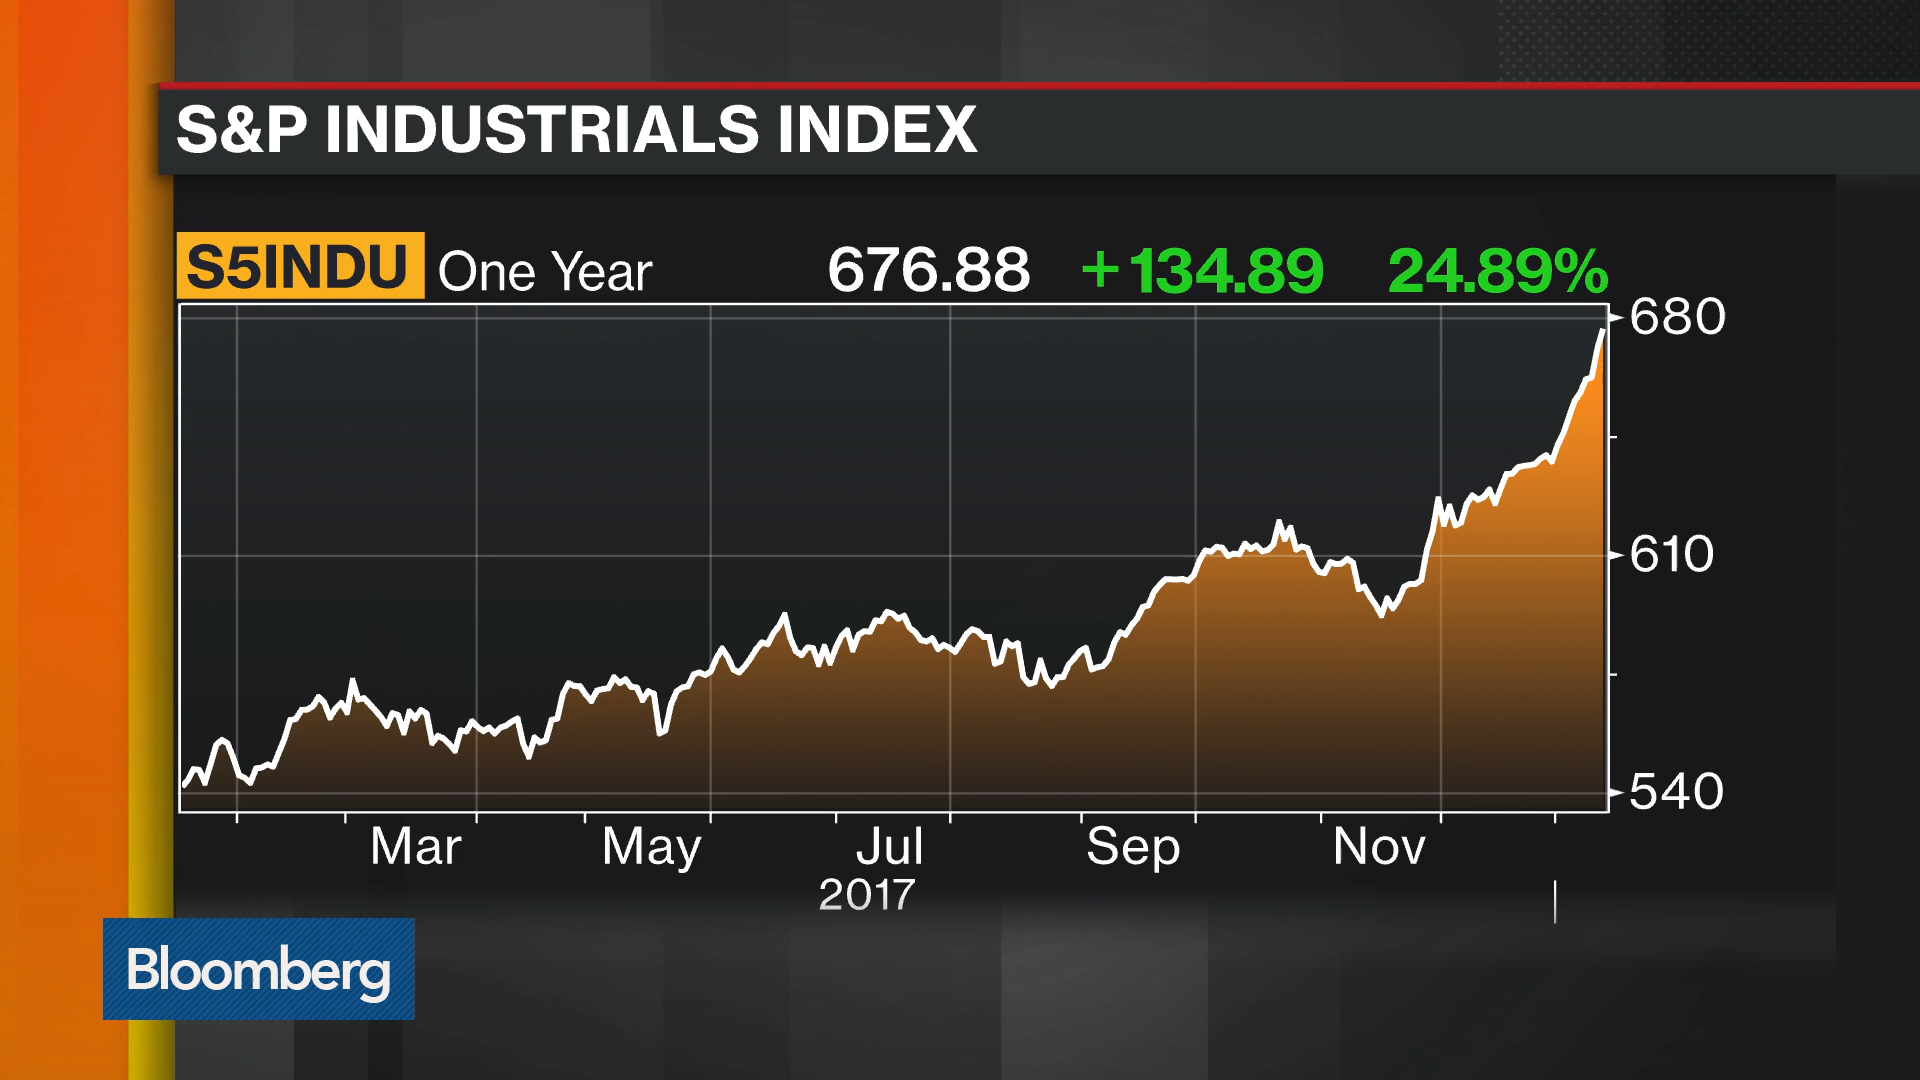 S&P INDUSTRIALS INDEX
S5INDU One Year 676.88 +134.89 24.89%
680
610
540
Mar May Jul Sep Nov
2017
Bloomberg